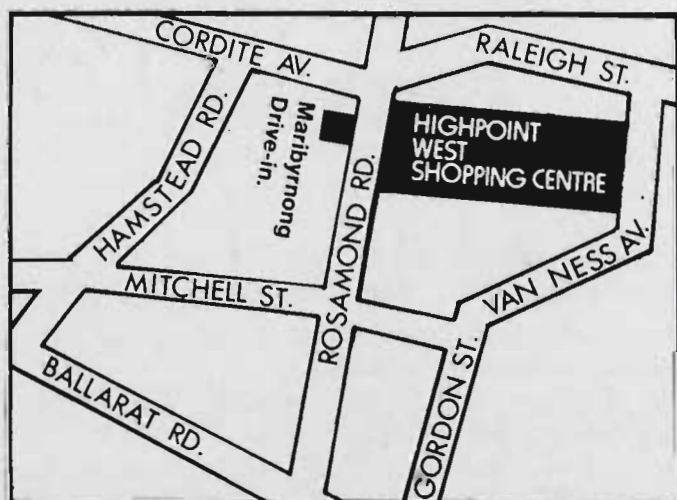 CORDITE AV.
RALEIGH ST.
HAMSTEAD RD.
Maribyrnong
Drive-in.
ROSAMOND RD.
HIGHPOINT
WEST
SHOPPING CENTRE
MITCHELL ST.
VAN NESS AV.
BALLARAT RD.
GORDON ST.